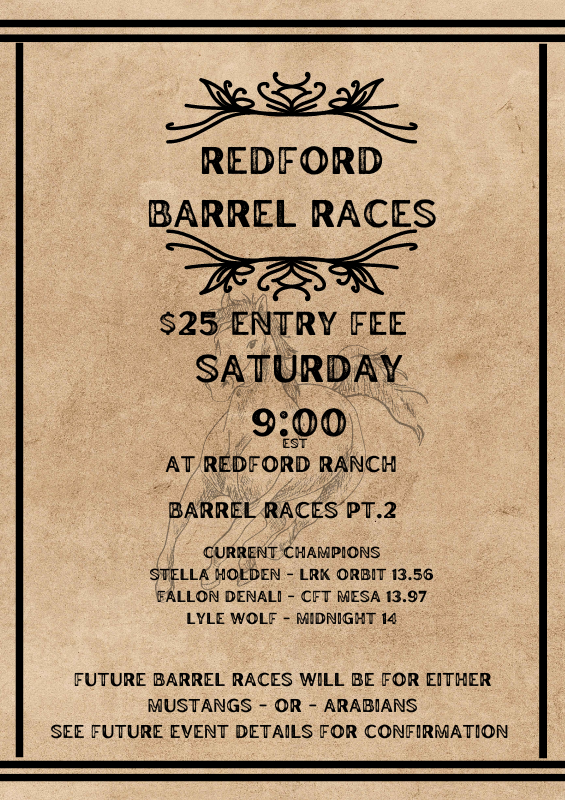 REDFORD
BARREL RACES
$25 ENTRY FEE
SATURDAY
9:00
EST
AT REDFORD RANCH
BARREL RACES PT.2
CURRENT CHAMPIONS
STELLA HOLDEN - LRK ORBIT 13.56
FALLON DENALI - CFT MESA 13.97
LYLE WOLF - MIDNIGHT 14
FUTURE BARREL RACES WILL BE FOR EITHER
MUSTANGS - OR - ARABIANS
SEE FUTURE EVENT DETAILS FOR CONFIRMATION